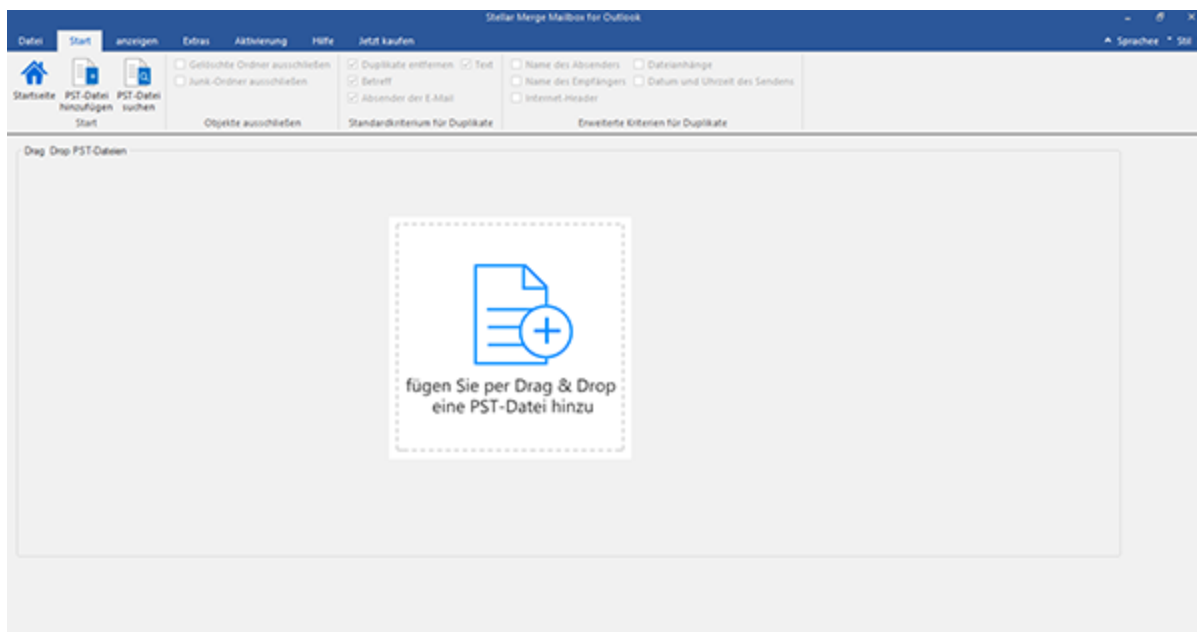 Stellar Merge Mailbox for Outlook
Datei Start anzeigen Extras Aktivierung Hilfe Jetzt kaufen Sprachee Stil
Gelöschte Ordner ausschließen Duplikate entfernen Text Name des Absenders Dateianhänge
Junk-Ordner ausschließen Betreff Name des Empfängers Datum und Uhrzeit des Sendens
Startseite PST-Datei hinzufügen PST-Datei suchen Absender der E-Mail Internet-Header
Start Objekte ausschließen Standardkriterium für Duplikate Erweiterte Kriterien für Duplikate
Drag Drop PST-Dateien
fügen Sie per Drag & Drop
eine PST-Datei hinzu